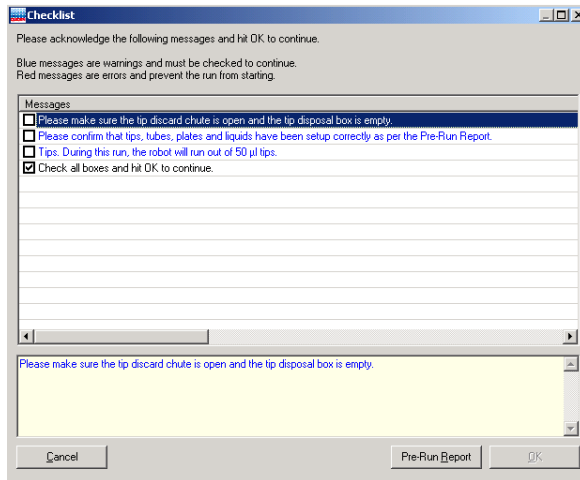 Checklist
Please acknowledge the following messages and hit OK to continue.
Blue messages are warnings and must be checked to continue.
Red messages are errors and prevent the run from starting.
Messages
Please make sure the tip discard chute is open and the tip disposal box is empty.
Please confirm that tips, tubes, plates and liquids have been setup correctly as per the Pre-Run Report.
Tips. During this run, the robot will run out of 50 µl tips.
Check all boxes and hit OK to continue.
Please make sure the tip discard chute is open and the tip disposal box is empty.
Cancel
Pre-Run Report
OK